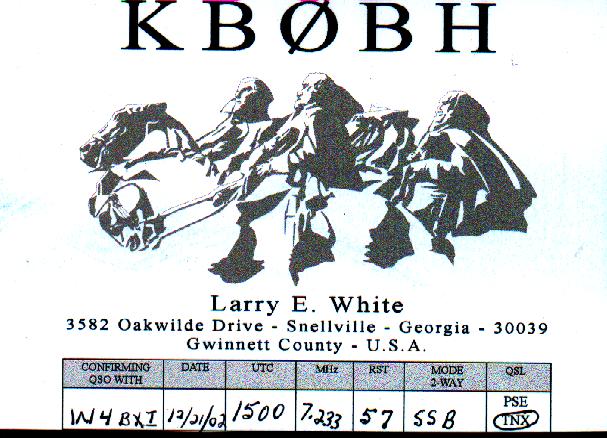 KBØBH
Larry E. White
3582 Oakwilde Drive - Snellville - Georgia - 30039
Gwinnett County - U.S.A.
CONFIRMING QSO WITH DATE UTC MHz RST MODE 2-WAY QSL
W4BXI 12/21/02 1500 7.233 57 SSB PSE
TNX